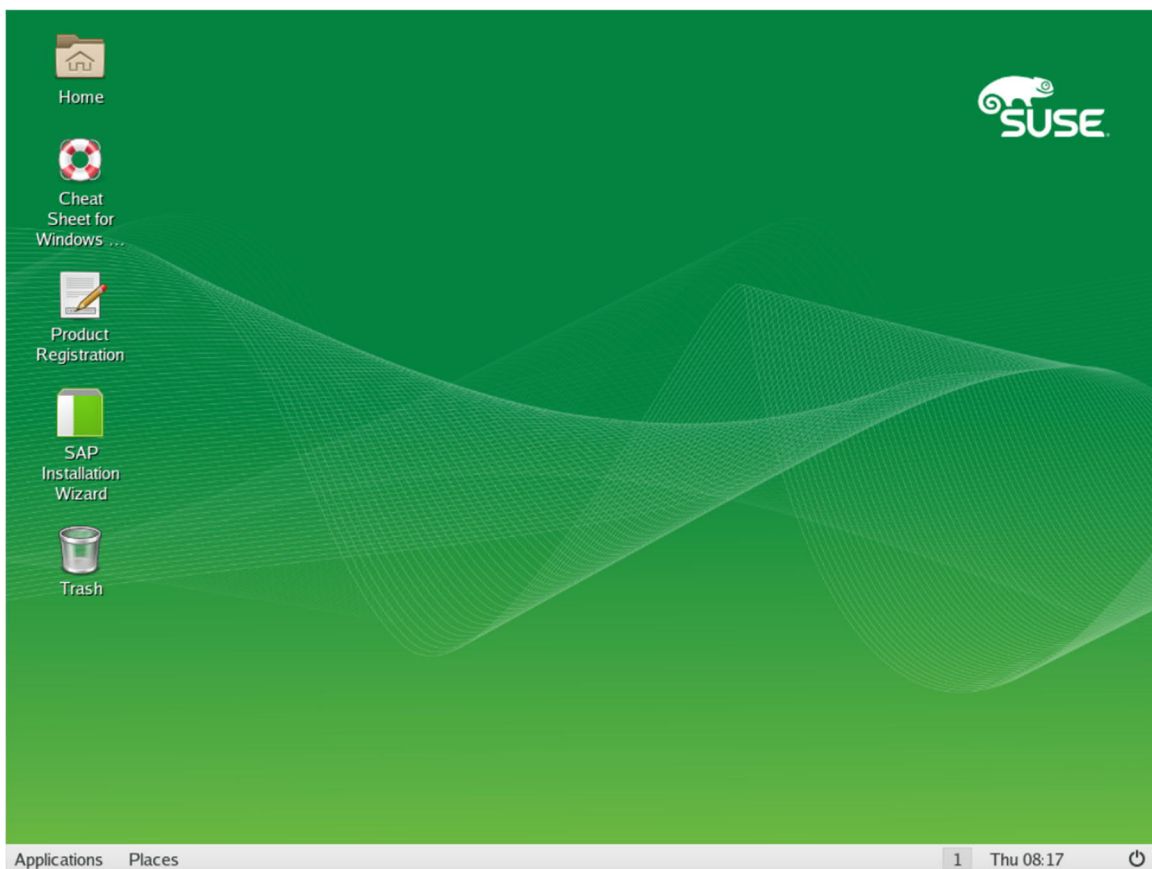 Home
SUSE.
Cheat
Sheet for
Windows ...
Product
Registration
SAP
Installation
Wizard
Trash
Applications Places 1 Thu 08:17